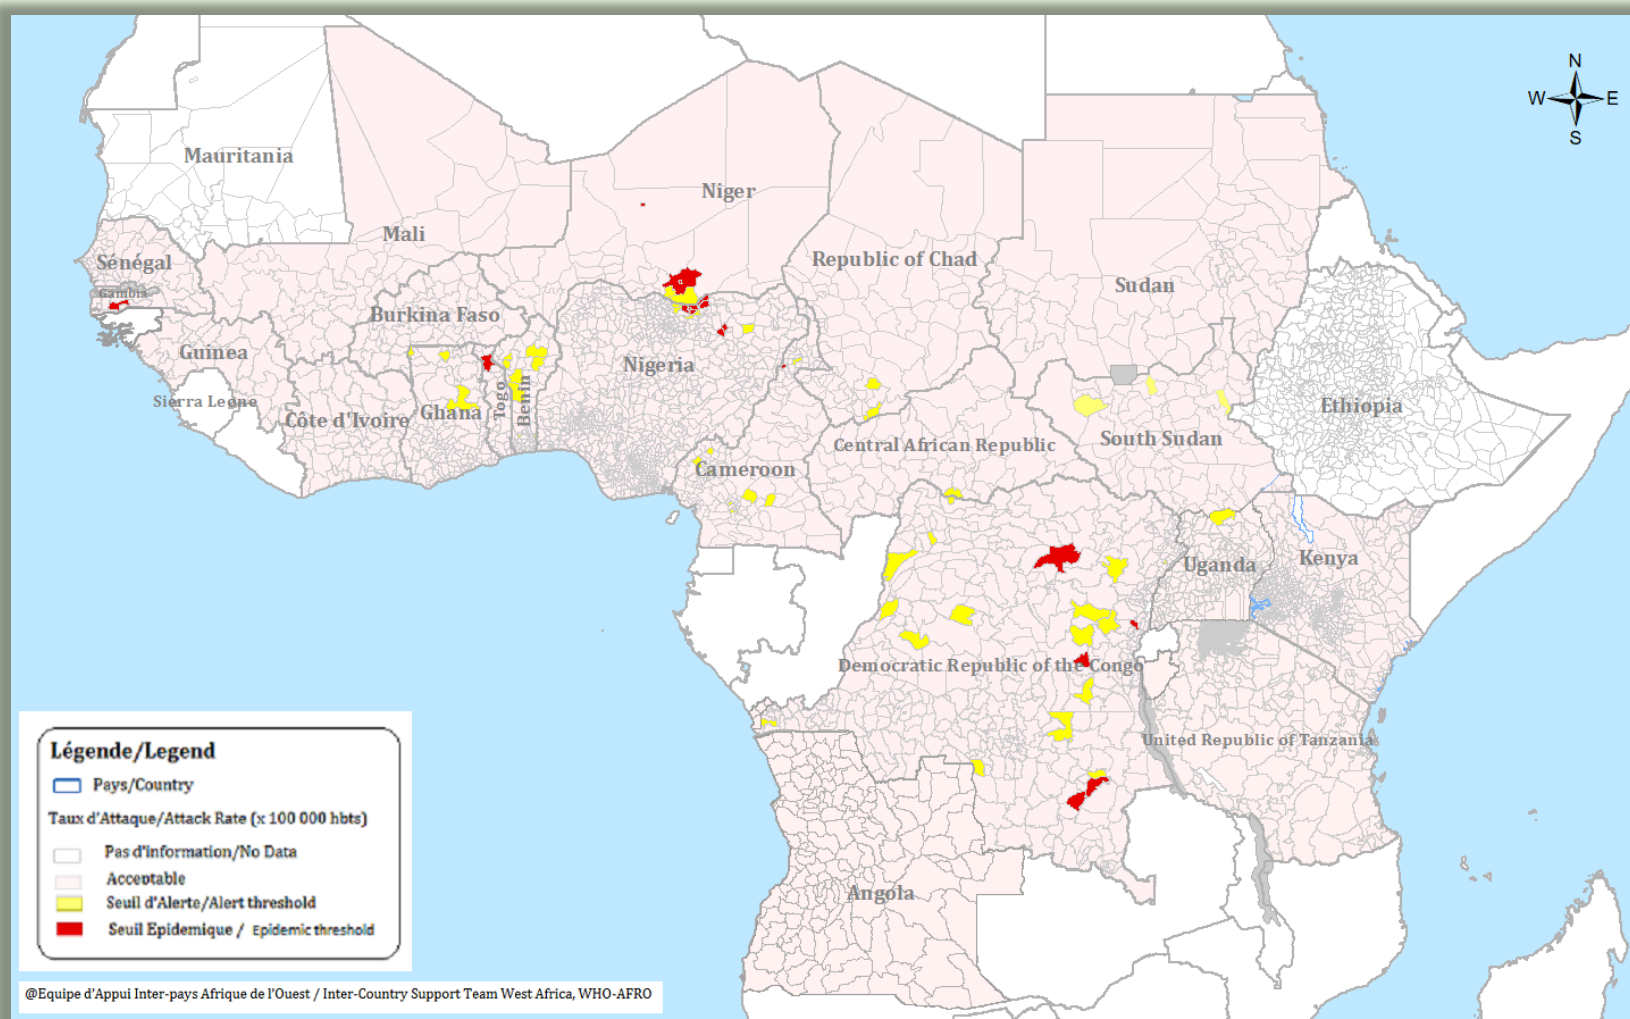 N
W E
S
Mauritania
Niger
Mali
Republic of Chad
Sénégal
Sudan
Gambia
Burkina Faso
Guinea
Nigeria
Sierra Leone
Côte d'Ivoire
Ghana
Togo
Benin
Ethiopia
South Sudan
Central African Republic
Cameroon
Uganda
Kenya
Democratic Republic of the Congo
United Republic of Tanzania
Angola
Légende/Legend
Pays/Country
Taux d'Attaque/Attack Rate (x 100 000 hbts)
Pas d'information/No Data
Acceptable
Seuil d'Alerte/Alert threshold
Seuil Epidemique / Epidemic threshold
@Equipe d'Appui Inter-pays Afrique de l'Ouest / Inter-Country Support Team West Africa, WHO-AFRO